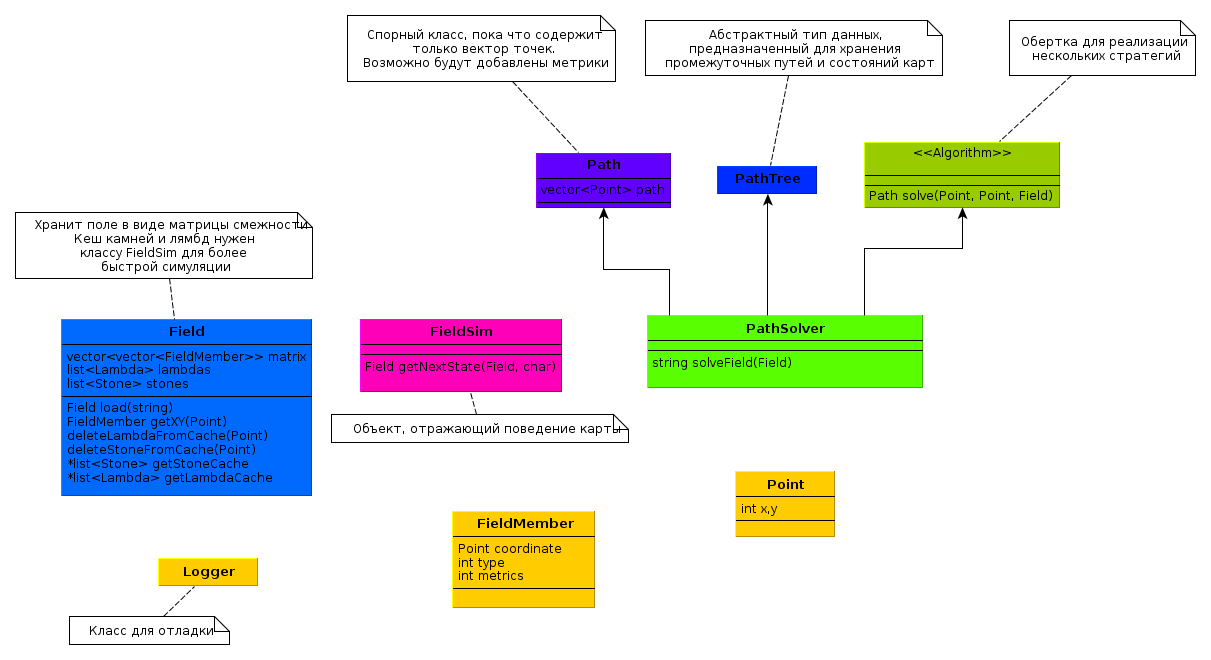 Спорный класс, пока что содержит
только вектор точек.
Возможно будут добавлены метрики
Абстрактный тип данных,
предназначенный для хранения
промежуточных путей и состояний карт
Обертка для реализации
нескольких стратегий
Path
vector<Point> path
PathTree
<<Algorithm>>
Path solve(Point, Point, Field)
Хранит поле в виде матрицы смежности
Кеш камней и лямбд нужен
классу FieldSim для более
быстрой симуляции
Field
vector<vector<FieldMember>> matrix
list<Lambda> lambdas
list<Stone> stones
Field load(string)
FieldMember getXY(Point)
deleteLambdaFromCache(Point)
deleteStoneFromCache(Point)
*list<Stone> getStoneCache
*list<Lambda> getLambdaCache
FieldSim
Field getNextState(Field, char)
Объект, отражающий поведение карты
PathSolver
string solveField(Field)
Point
int x,y
FieldMember
Point coordinate
int type
int metrics
Logger
Класс для отладки